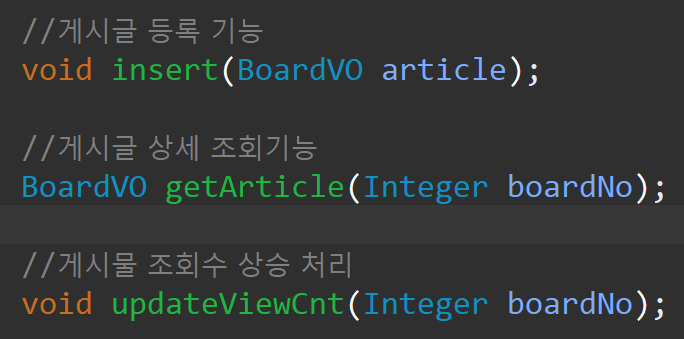 //게시글 등록 기능
void insert(BoardVO article);
//게시글 상세 조회기능
BoardVO getArticle(Integer boardNo);
//게시물 조회수 상승 처리
void updateViewCnt(Integer boardNo);